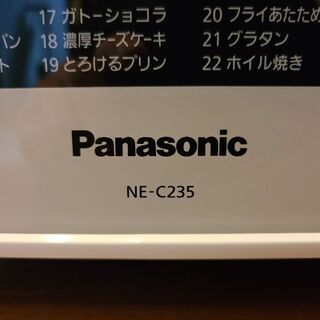 17 ガトーショコラ 20 フライあたため
パン 18 濃厚チーズケーキ 21 グラタン
ト 19 とろけるプリン 22 ホイル焼き
Panasonic
NE-C235